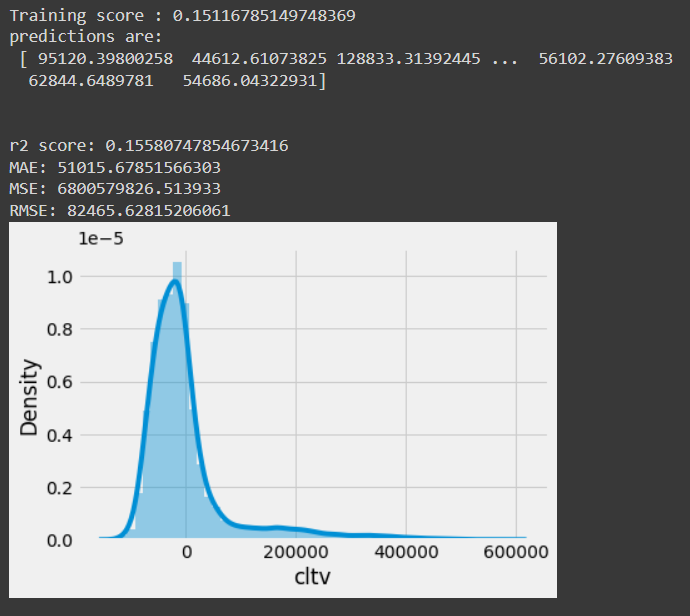 Training score : 0.15116785149748369
predictions are:
[ 95120.39800258 44612.61073825 128833.31392445 ... 56102.27609383
62844.6489781 54686.04322931]
r2 score: 0.15580747854673416
MAE: 51015.67851566303
MSE: 6800579826.513933
RMSE: 82465.62815206061
1e−5
1.0
0.8
0.6
0.4
0.2
0.0
Density
0 200000 400000 600000
cltv